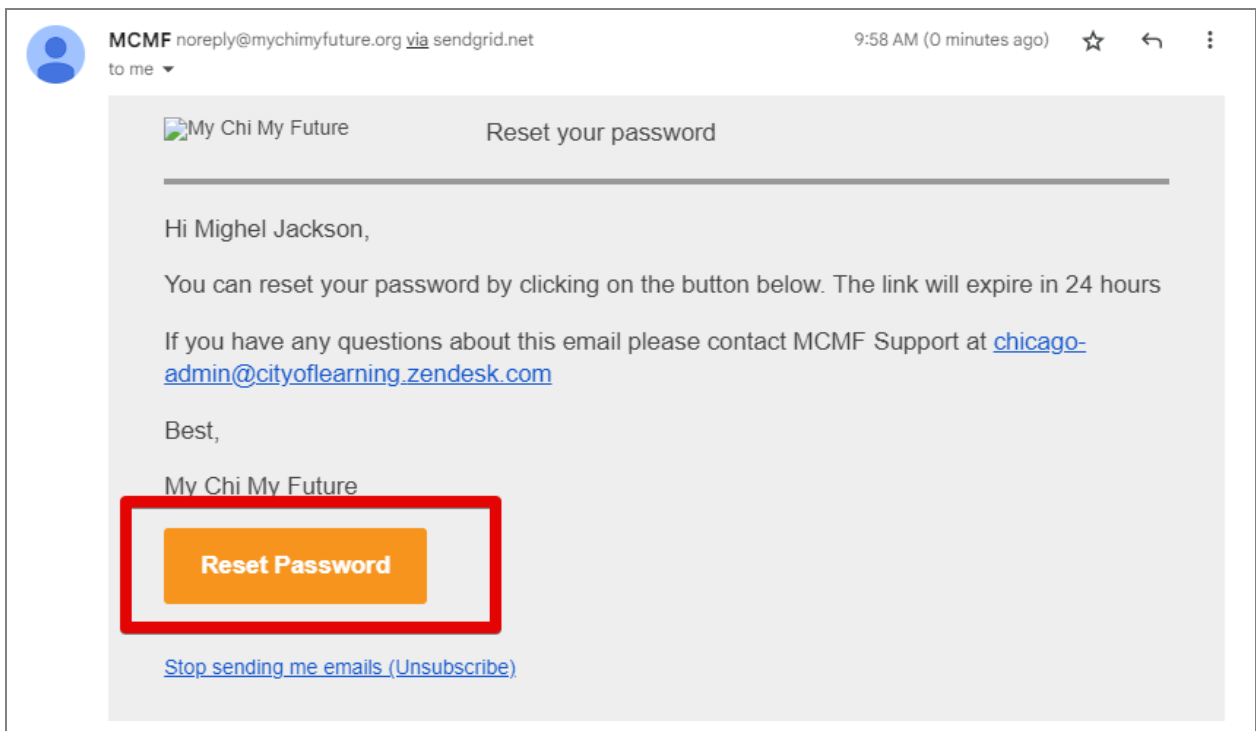 MCMF noreply@mychimyfuture.org via sendgrid.net 9:58 AM (0 minutes ago)
to me
My Chi My Future Reset your password
Hi Mighel Jackson,
You can reset your password by clicking on the button below. The link will expire in 24 hours
If you have any questions about this email please contact MCMF Support at chicago-
admin@cityoflearning.zendesk.com
Best,
My Chi My Future
Reset Password
Stop sending me emails (Unsubscribe)